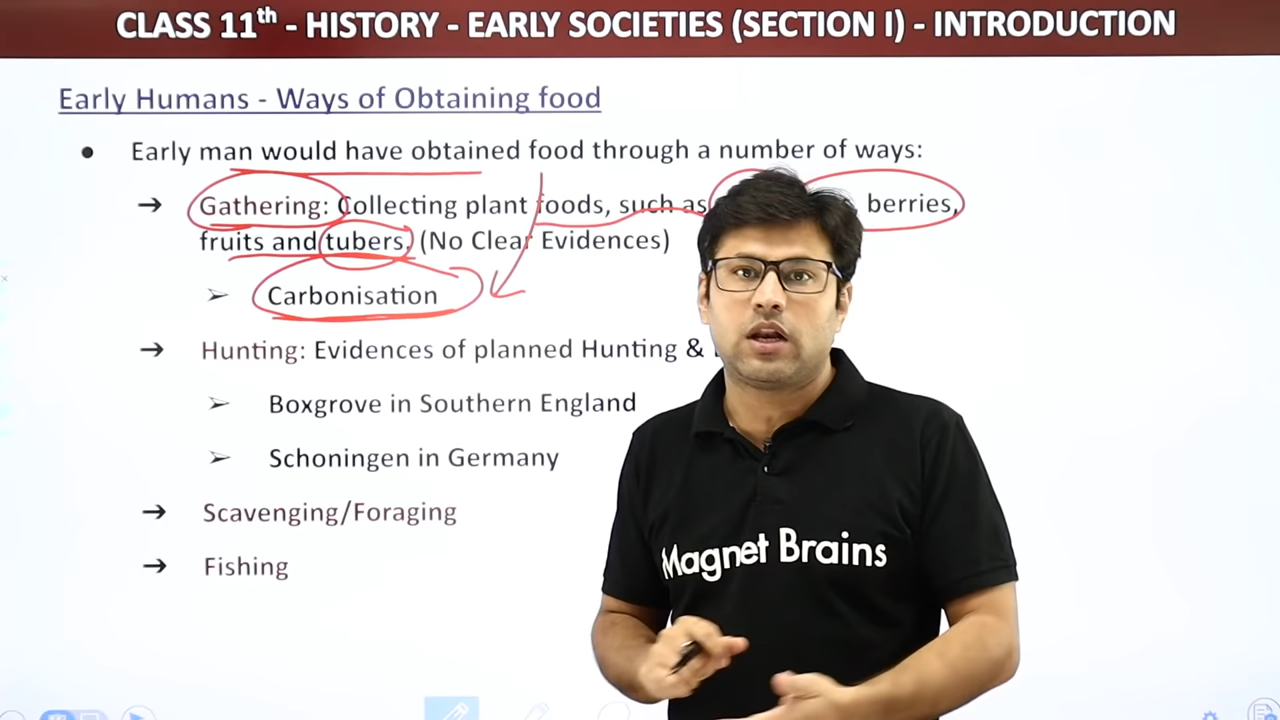 CLASS 11th - HISTORY - EARLY SOCIETIES (SECTION I) - INTRODUCTION
Early Humans - Ways of Obtaining food
● Early man would have obtained food through a number of ways:
➔ Gathering: Collecting plant foods, such as berries,
fruits and tubers, (No Clear Evidences)
➢ Carbonisation
➔ Hunting: Evidences of planned Hunting &
➢ Boxgrove in Southern England
➢ Schoningen in Germany
➔ Scavenging/Foraging
➔ Fishing
Magnet Brains